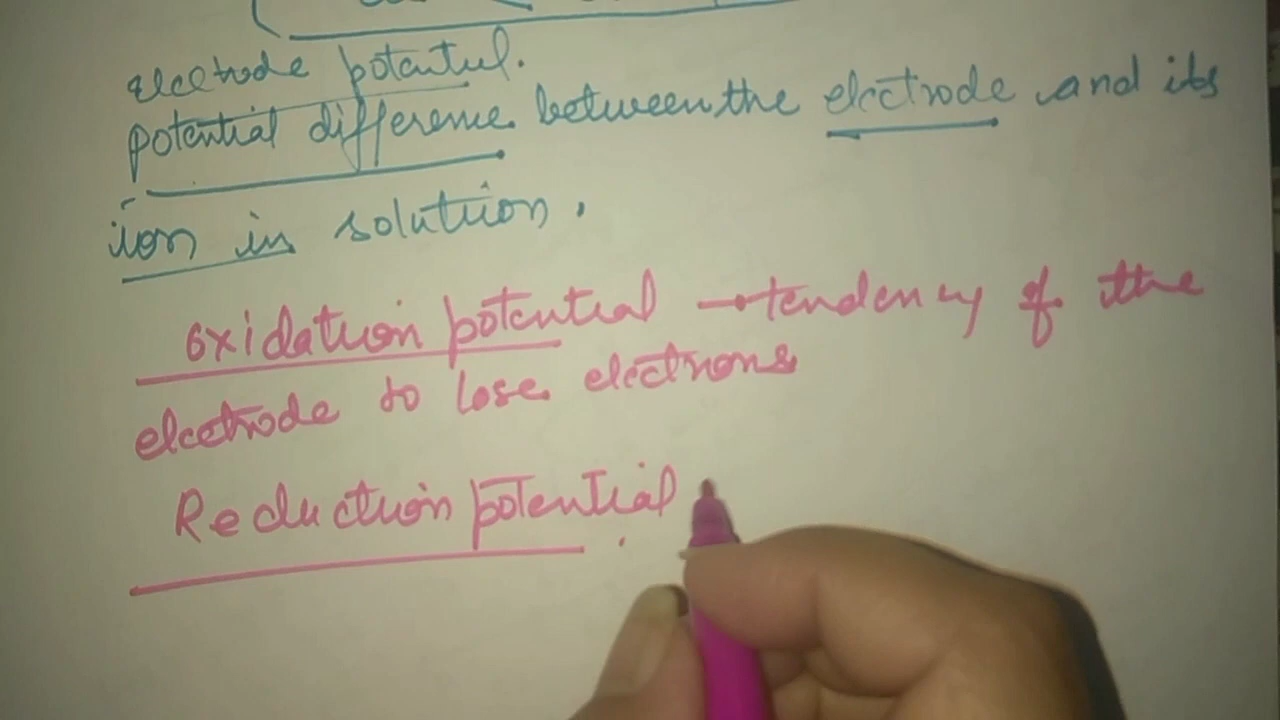 electrode potential.
potential difference between the electrode and its
ion in solution.
oxidation potential → tendency of the
electrode to lose electrons
Reduction potential